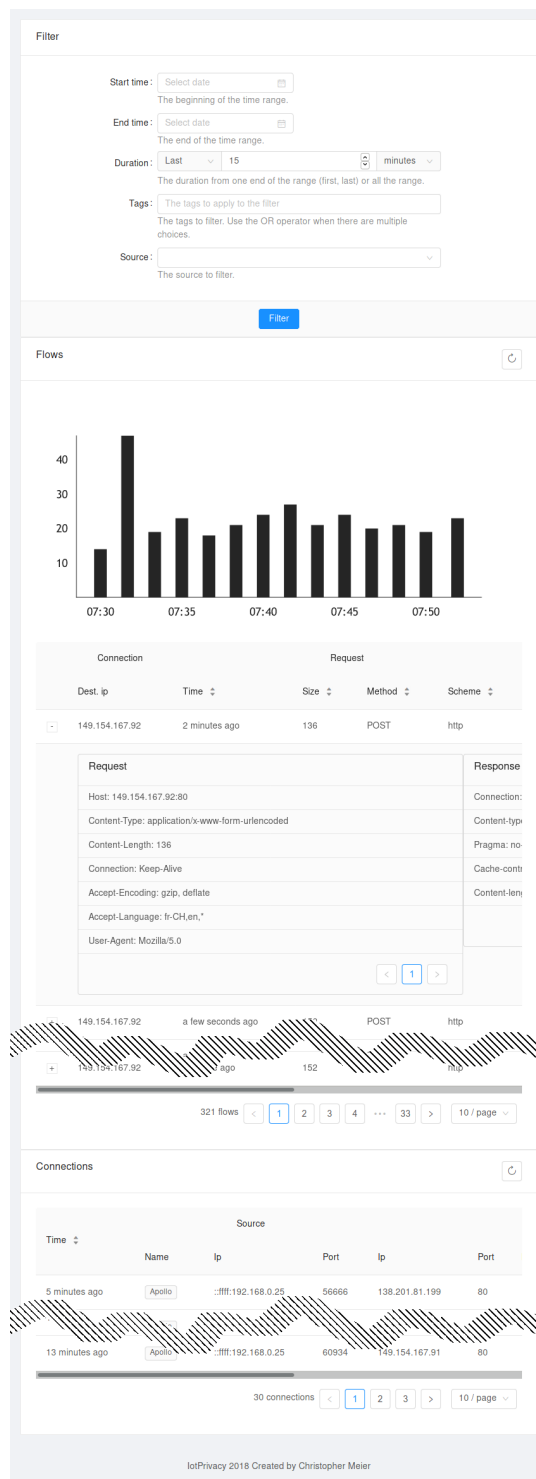 Filter
Start time : Select date
The beginning of the time range.
End time : Select date
The end of the time range.
Duration : Last 15 minutes
The duration from one end of the range (first, last) or all the range.
Tags : The tags to apply to the filter
The tags to filter. Use the OR operator when there are multiple
choices.
Source :
The source to filter.
Filter
Flows
40
30
20
10
07:30 07:35 07:40 07:45 07:50
Connection Request
Dest. ip Time Size Method Scheme
- 149.154.167.92 2 minutes ago 136 POST http
Request Response
Host: 149.154.167.92:80 Connection:
Content-Type: application/x-www-form-urlencoded Content-type
Content-Length: 136 Pragma: no-
Connection: Keep-Alive Cache-contr
Accept-Encoding: gzip, deflate Content-leng
Accept-Language: fr-CH,en,*
User-Agent: Mozilla/5.0
< 1 >
149.154.167.92 a few seconds ago POST http
+ 149.154.167.92 ago 152 http
321 flows < 1 2 3 4 ••• 33 > 10 / page
Connections
Source
Time
Name Ip Port Ip Port
5 minutes ago Apollo ::ffff:192.168.0.25 56666 138.201.81.199 80
13 minutes ago Apollo ::ffff:192.168.0.25 60934 149.154.167.91 80
30 connections < 1 2 3 > 10 / page
IotPrivacy 2018 Created by Christopher Meier